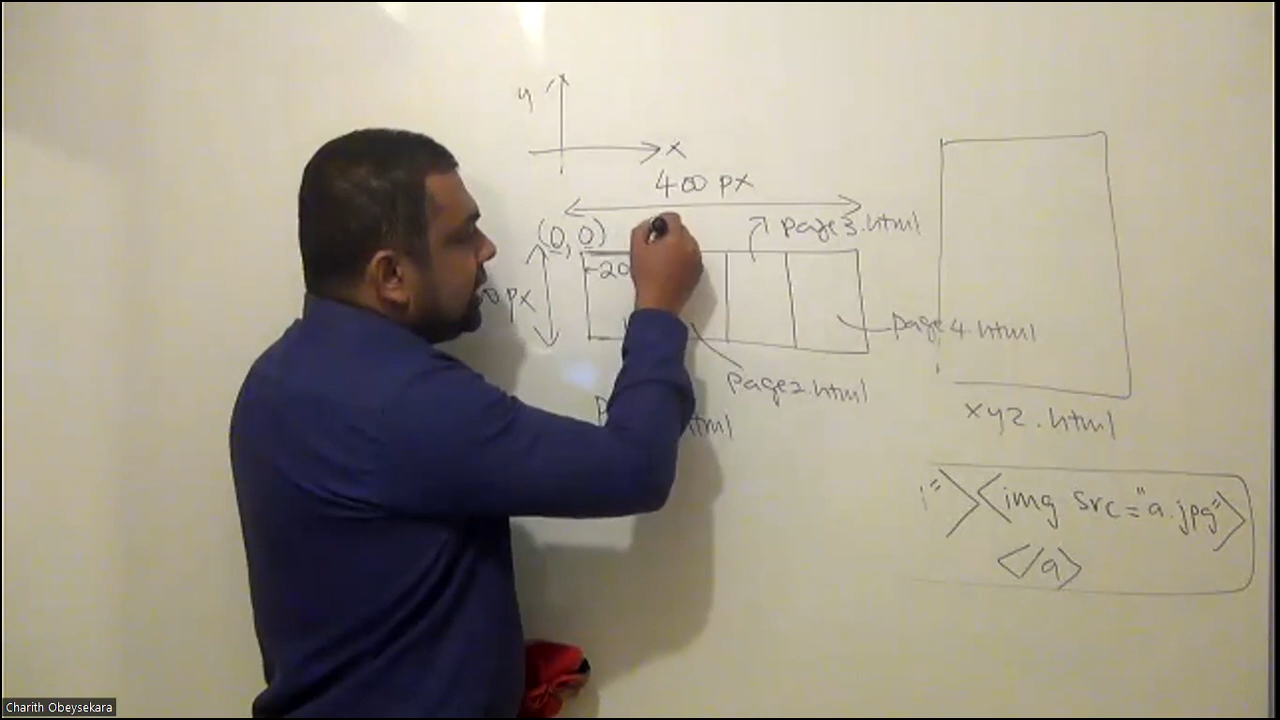 y
x
400 px
(0,0)
page3.html
20
px
page4.html
page2.html
xyz.html
html
"><img src="a.jpg">
</a>
Charith Obeysekara